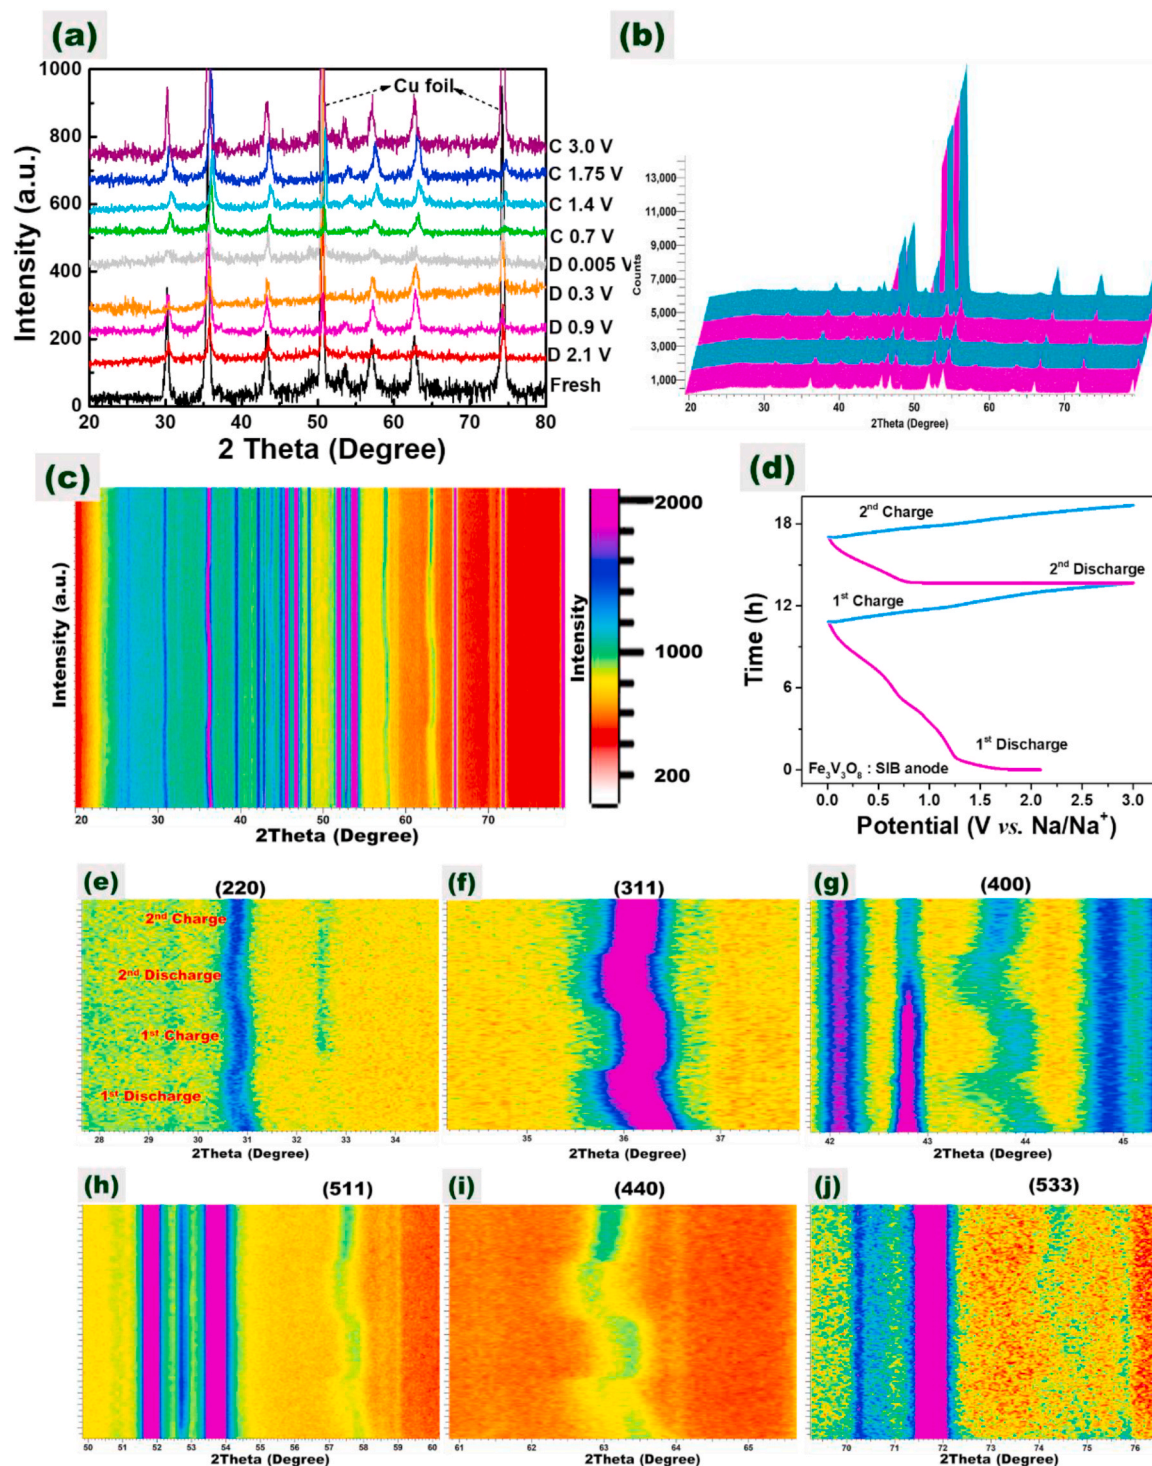 (a)
Intensity (a.u.)
1000
800
600
400
200
0
Cu foil
C 3.0 V
C 1.75 V
C 1.4 V
C 0.7 V
D 0.005 V
D 0.3 V
D 0.9 V
D 2.1 V
Fresh
20 30 40 50 60 70 80
2 Theta (Degree)
(b)
Counts
13,000
11,000
9,000
7,000
5,000
3,000
1,000
20 30 40 50 60 70
2Theta (Degree)
(c)
Intensity (a.u.)
20 30 40 50 60 70
2Theta (Degree)
Intensity
2000
1000
200
(d)
Time (h)
18
12
6
0
2nd Charge
2nd Discharge
1st Charge
1st Discharge
Fe3V3O8 : SIB anode
0.0 0.5 1.0 1.5 2.0 2.5 3.0
Potential (V vs. Na/Na+)
(e)
(220)
2nd Charge
2nd Discharge
1st Charge
1st Discharge
28 29 30 31 32 33 34
2Theta (Degree)
(f)
(311)
35 36 37
2Theta (Degree)
(g)
(400)
42 43 44 45
2Theta (Degree)
(h)
(511)
50 51 52 53 54 55 56 57 58 59 60
2Theta (Degree)
(i)
(440)
61 62 63 64 65
2Theta (Degree)
(j)
(533)
70 71 72 73 74 75 76
2Theta (Degree)